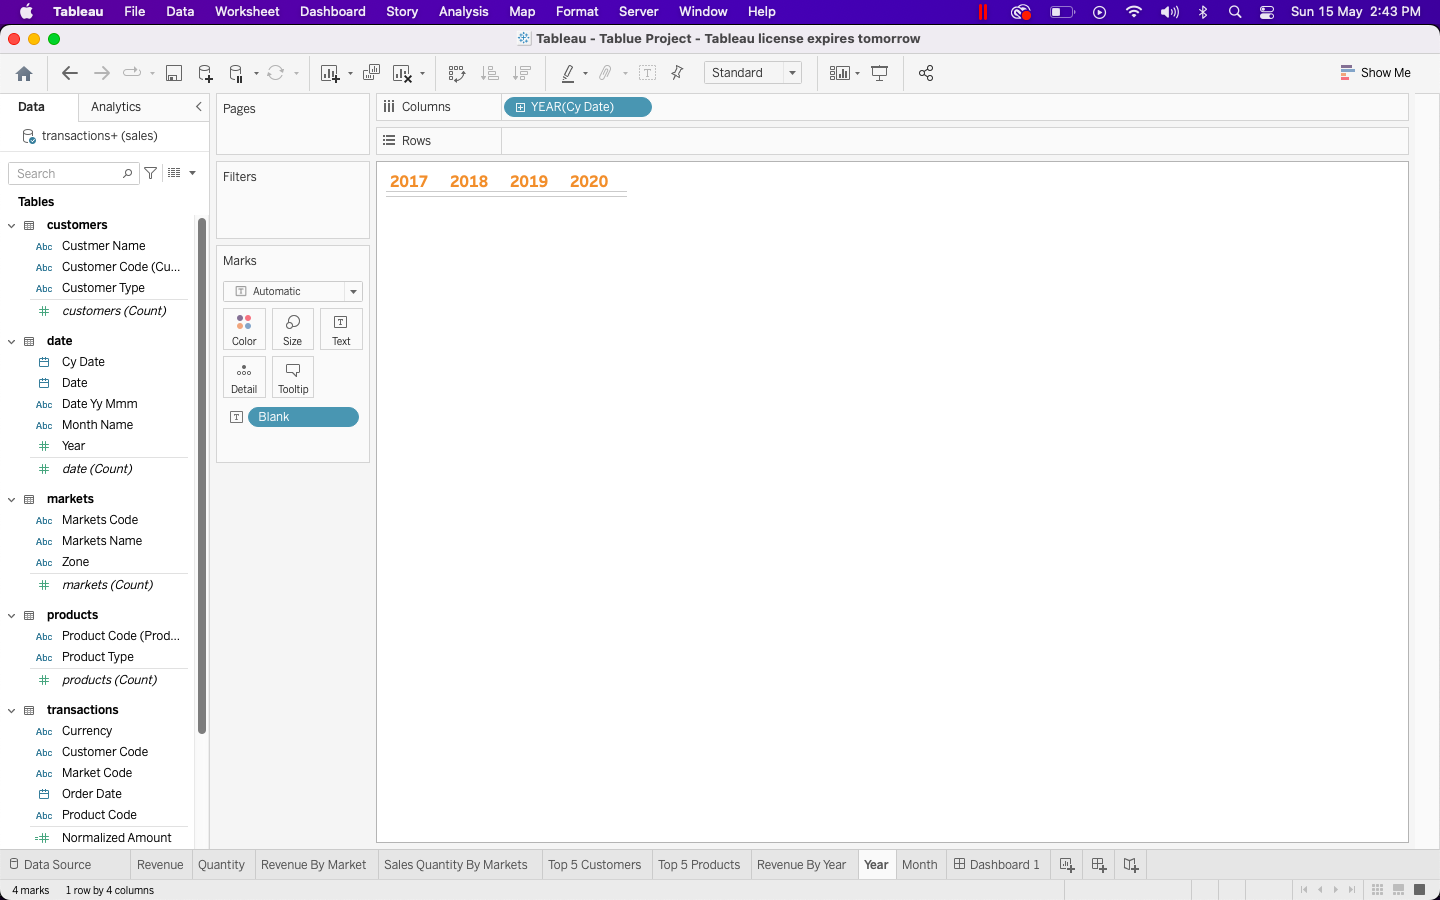 Tableau File Data Worksheet Dashboard Story Analysis Map Format Server Window Help Sun 15 May 2:43 PM
Tableau - Tablue Project - Tableau license expires tomorrow
Standard
Show Me
Data Analytics
transactions+ (sales)
Search
Tables
customers
Abc Custmer Name
Abc Customer Code (Cu...
Abc Customer Type
customers (Count)
date
Cy Date
Date
Abc Date Yy Mmm
Abc Month Name
Year
date (Count)
markets
Abc Markets Code
Abc Markets Name
Abc Zone
markets (Count)
products
Abc Product Code (Prod...
Abc Product Type
products (Count)
transactions
Abc Currency
Abc Customer Code
Abc Market Code
Order Date
Abc Product Code
Normalized Amount
Pages
Filters
Marks
Automatic
Color Size Text
Detail Tooltip
Blank
Columns YEAR(Cy Date)
Rows
2017 2018 2019 2020
Data Source Revenue Quantity Revenue By Market Sales Quantity By Markets Top 5 Customers Top 5 Products Revenue By Year Year Month Dashboard 1
4 marks 1 row by 4 columns